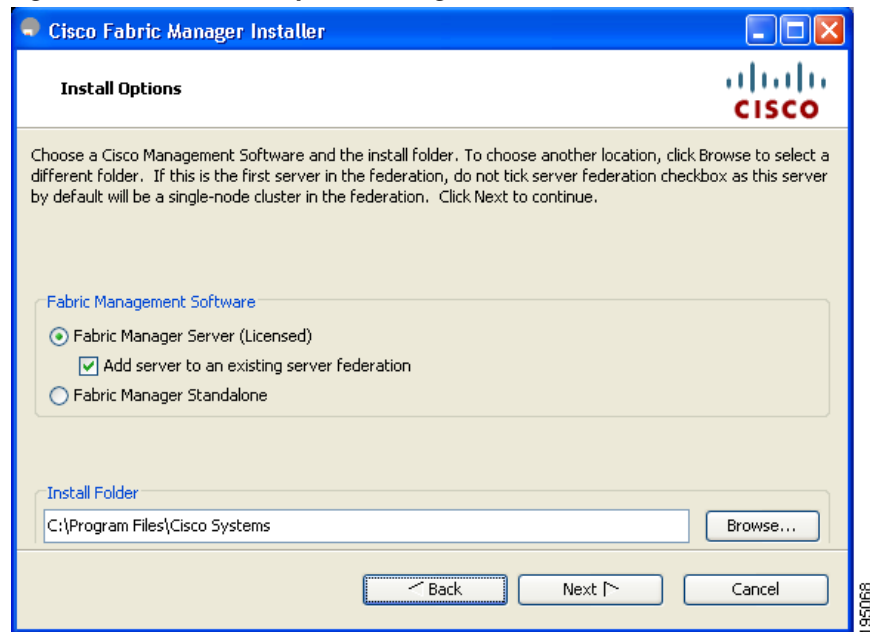 Cisco Fabric Manager Installer
Install Options
CISCO
Choose a Cisco Management Software and the install folder. To choose another location, click Browse to select a
different folder. If this is the first server in the federation, do not tick server federation checkbox as this server
by default will be a single-node cluster in the federation. Click Next to continue.
Fabric Management Software
Fabric Manager Server (Licensed)
Add server to an existing server federation
Fabric Manager Standalone
Install Folder
C:\Program Files\Cisco Systems
Browse...
Back
Next
Cancel
195068